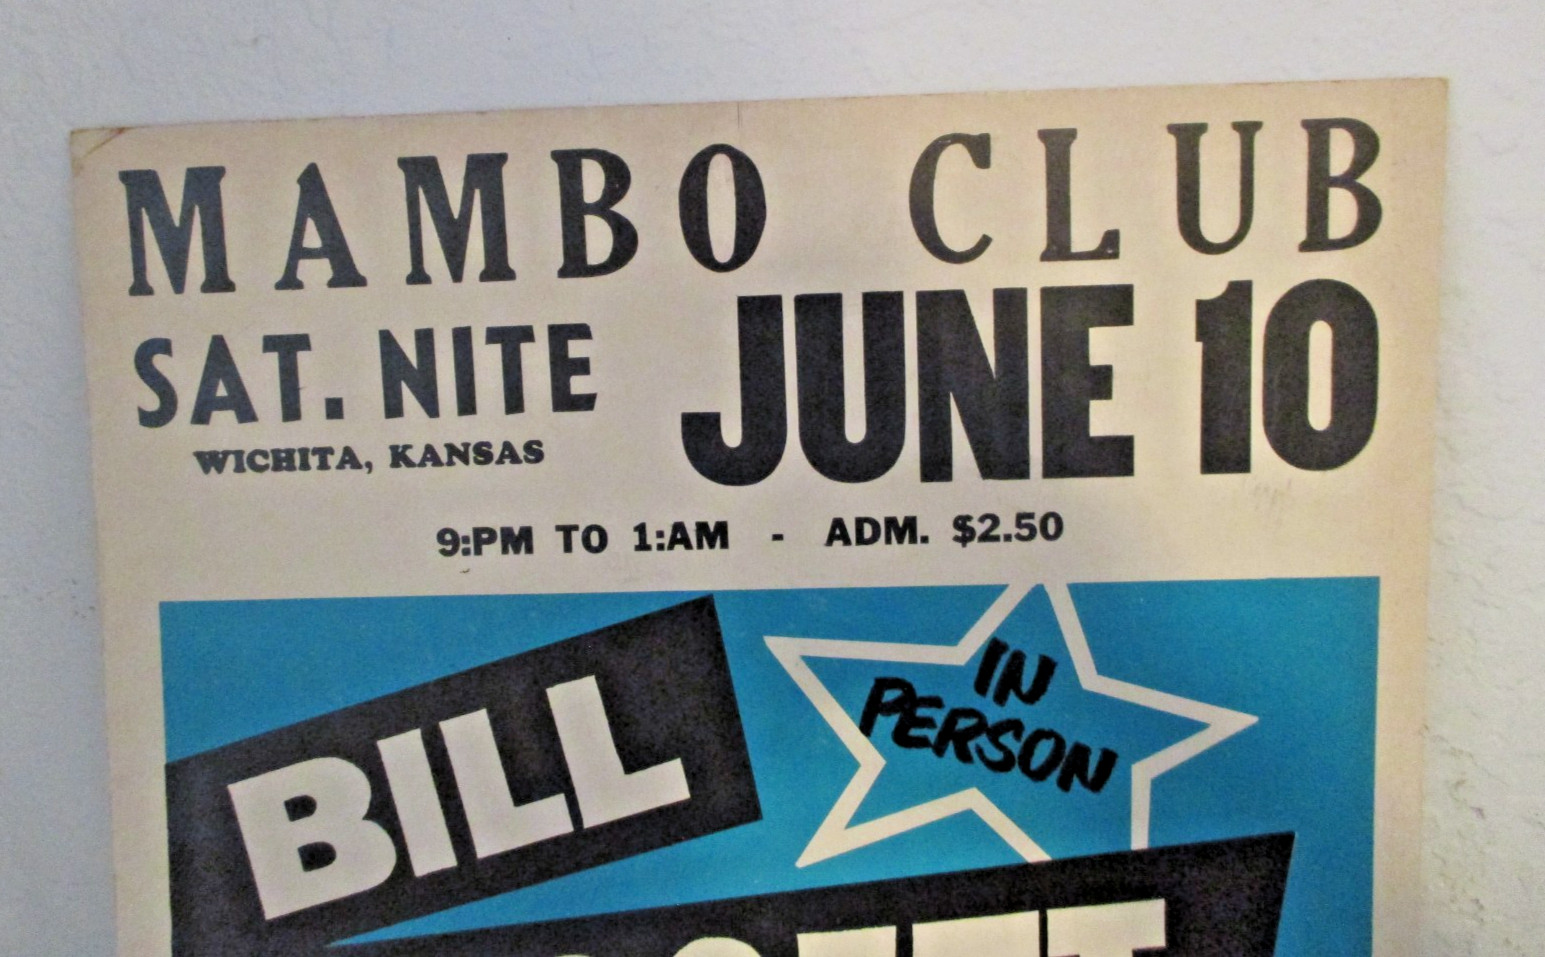 MAMBO CLUB
SAT. NITE JUNE 10
WICHITA, KANSAS
9:PM TO 1:AM - ADM. $2.50
BILL
IN
PERSON